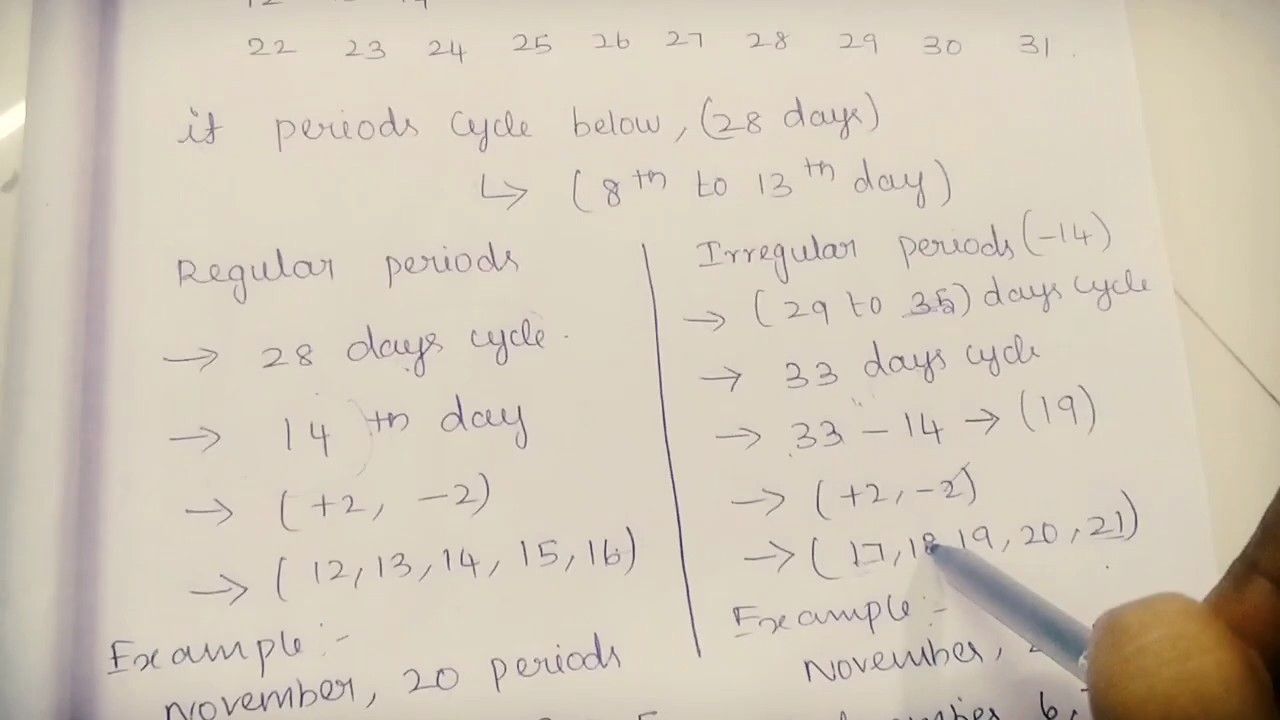 22 23 24 25 26 27 28 29 30 31
if periods cycle below, (28 days)
↳ (8th to 13th day)
Regular periods
→ 28 days cycle.
→ 14th day
→ (+2, -2)
→ (12, 13, 14, 15, 16)
Example :-
November, 20 periods
Irregular periods (-14)
→ (29 to 35) days cycle
→ 33 days cycle
→ 33 - 14 → (19)
→ (+2, -2)
→ (17, 18, 19, 20, 21)
Example :-
November,
6,